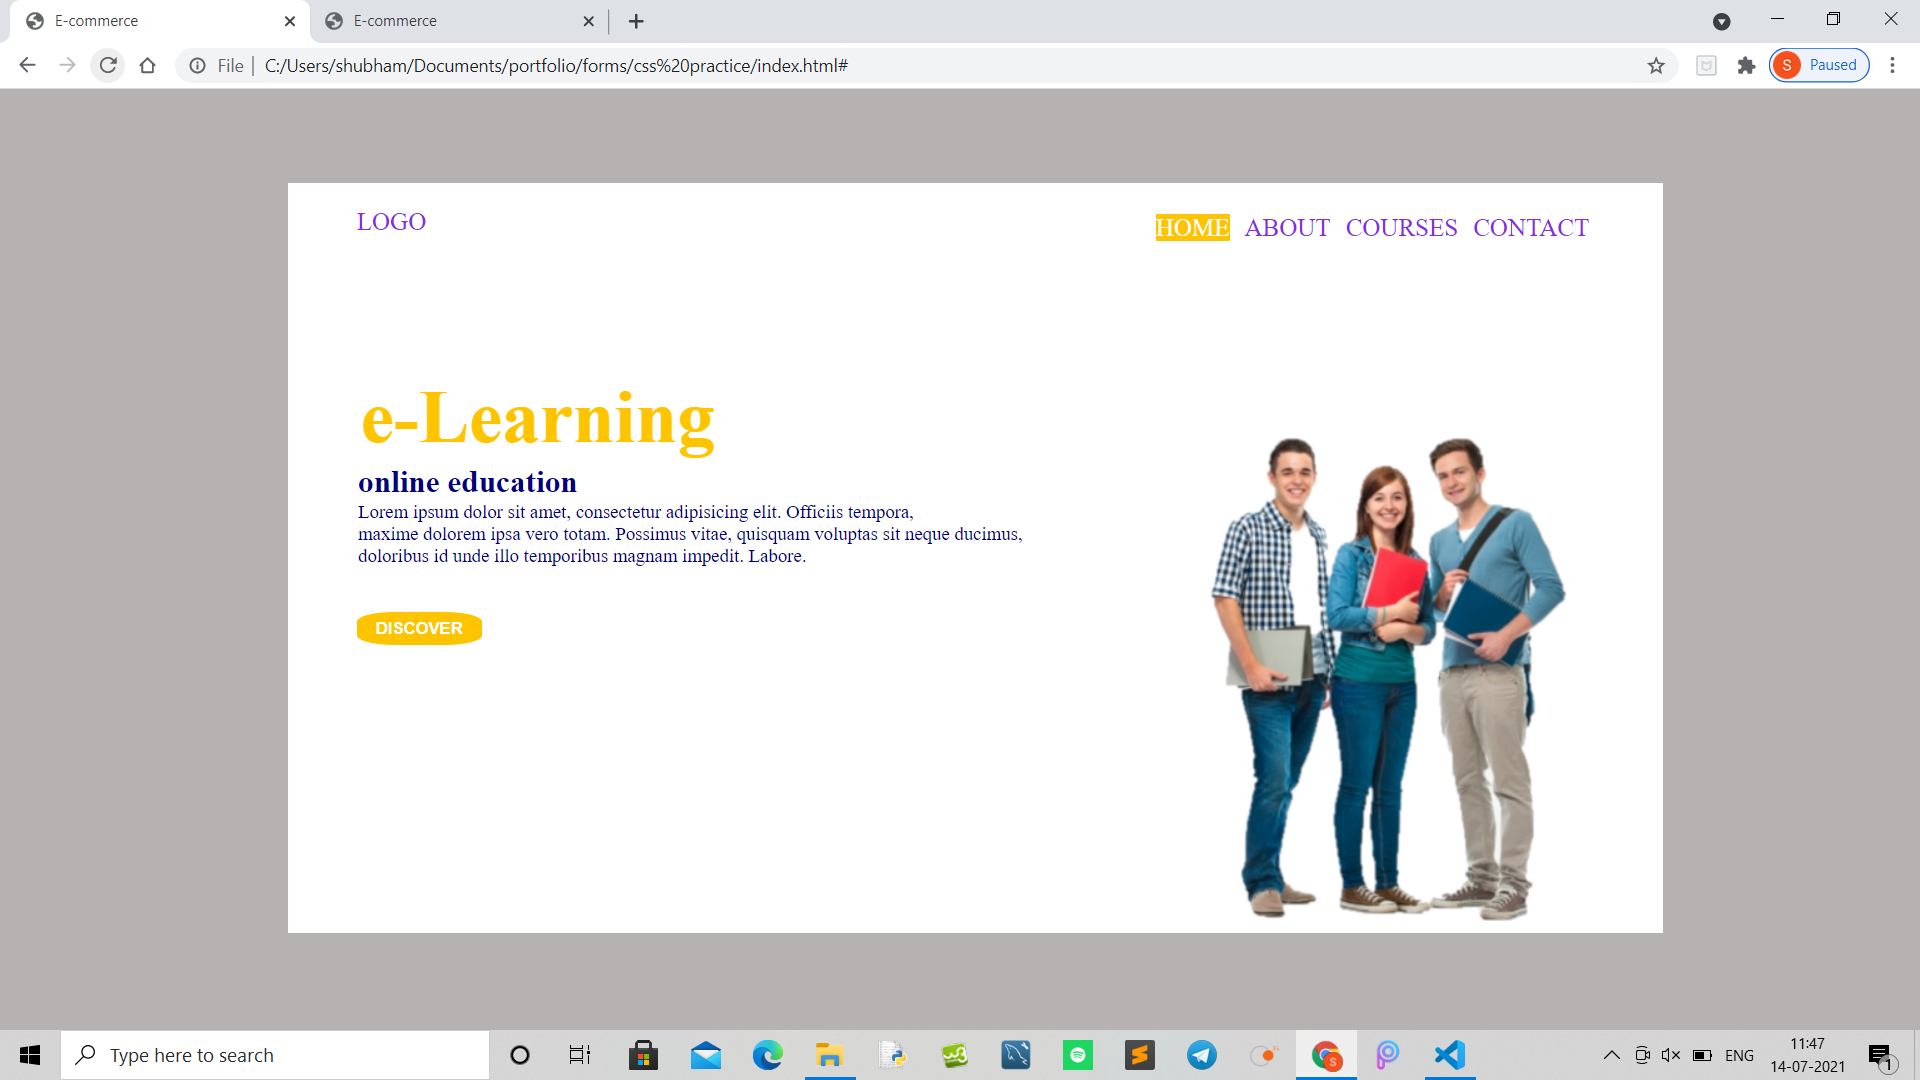 E-commerce
E-commerce
File
C:/Users/shubham/Documents/portfolio/forms/css%20practice/index.html#
S
Paused
LOGO
HOME ABOUT COURSES CONTACT
e-Learning
online education
Lorem ipsum dolor sit amet, consectetur adipisicing elit. Officiis tempora,
maxime dolorem ipsa vero totam. Possimus vitae, quisquam voluptas sit neque ducimus,
doloribus id unde illo temporibus magnam impedit. Labore.
DISCOVER
Type here to search
w3
S
ENG
11:47
14-07-2021
1